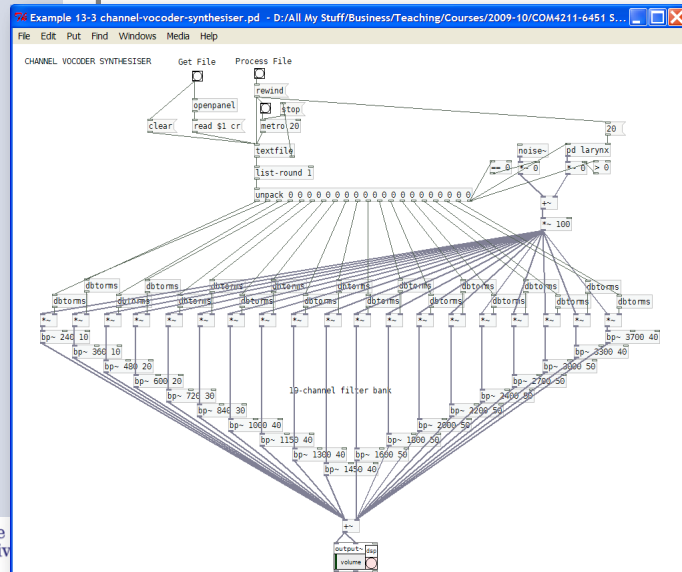 Example 13-3 channel-vocoder-synthesiser.pd - D:/All My Stuff/Business/Teaching/Courses/2009-10/COM4211-6451 S...
File Edit Put Find Windows Media Help
CHANNEL VOCODER SYNTHESISER Get File Process File
rewind
openpanel stop
clear read $1 cr metro 20 20
textfile noise~ pd larynx
list-round 1 == 0 *~ 0 *~ 0 > 0
unpack 0 0 0 0 0 0 0 0 0 0 0 0 0 0 0 0 0 0 0 0
+~
*~ 100
dbtorms dbtorms dbtorms dbtorms dbtorms dbtorms dbtorms dbtorms dbtorms
dbtorms dbtorms dbtorms dbtorms dbtorms dbtorms dbtorms dbtorms dbtorms dbtorms
*~ *~ *~ *~ *~ *~ *~ *~ *~ *~ *~ *~ *~ *~ *~ *~ *~ *~ *~
bp~ 240 10 bp~ 3700 40
bp~ 360 10 bp~ 3300 40
bp~ 480 20 bp~ 3000 50
bp~ 600 20 bp~ 2700 50
bp~ 720 30 19-channel filter bank bp~ 2400 50
bp~ 840 30 bp~ 2200 50
bp~ 1000 40 bp~ 2000 50
bp~ 1150 40 bp~ 1800 50
bp~ 1300 40 bp~ 1600 50
bp~ 1450 40
+~
output~ dsp
volume
e
iv